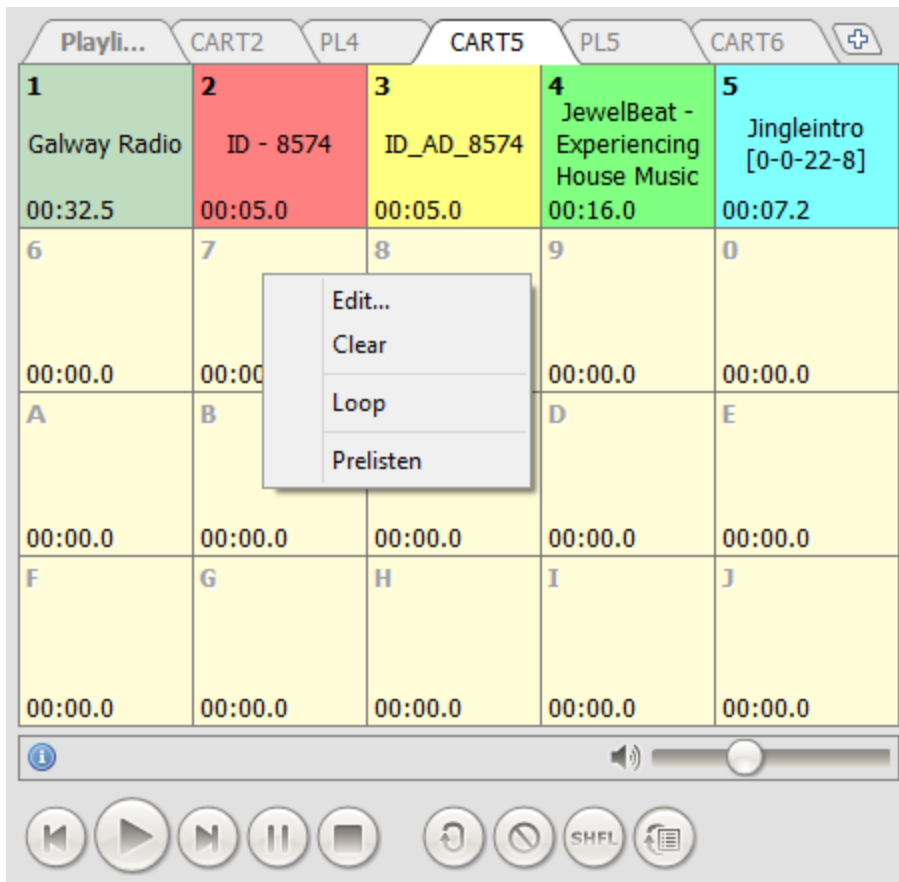 Playli... CART2 PL4 CART5 PL5 CART6
1 2 3 4 5
Galway Radio ID - 8574 ID_AD_8574 JewelBeat - Experiencing House Music Jingleintro [0-0-22-8]
00:32.5 00:05.0 00:05.0 00:16.0 00:07.2
6 7 8 9 0
Edit...
Clear
00:00.0 00:00.0 00:00.0
Loop
A B D E
Prelisten
00:00.0 00:00.0 00:00.0 00:00.0 00:00.0
F G H I J
00:00.0 00:00.0 00:00.0 00:00.0 00:00.0
SHFL